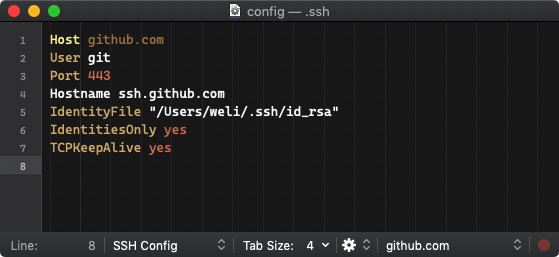 config — .ssh
1 Host github.com
2 User git
3 Port 443
4 Hostname ssh.github.com
5 IdentityFile "/Users/weli/.ssh/id_rsa"
6 IdentitiesOnly yes
7 TCPKeepAlive yes
8
Line: 8 SSH Config Tab Size: 4 github.com